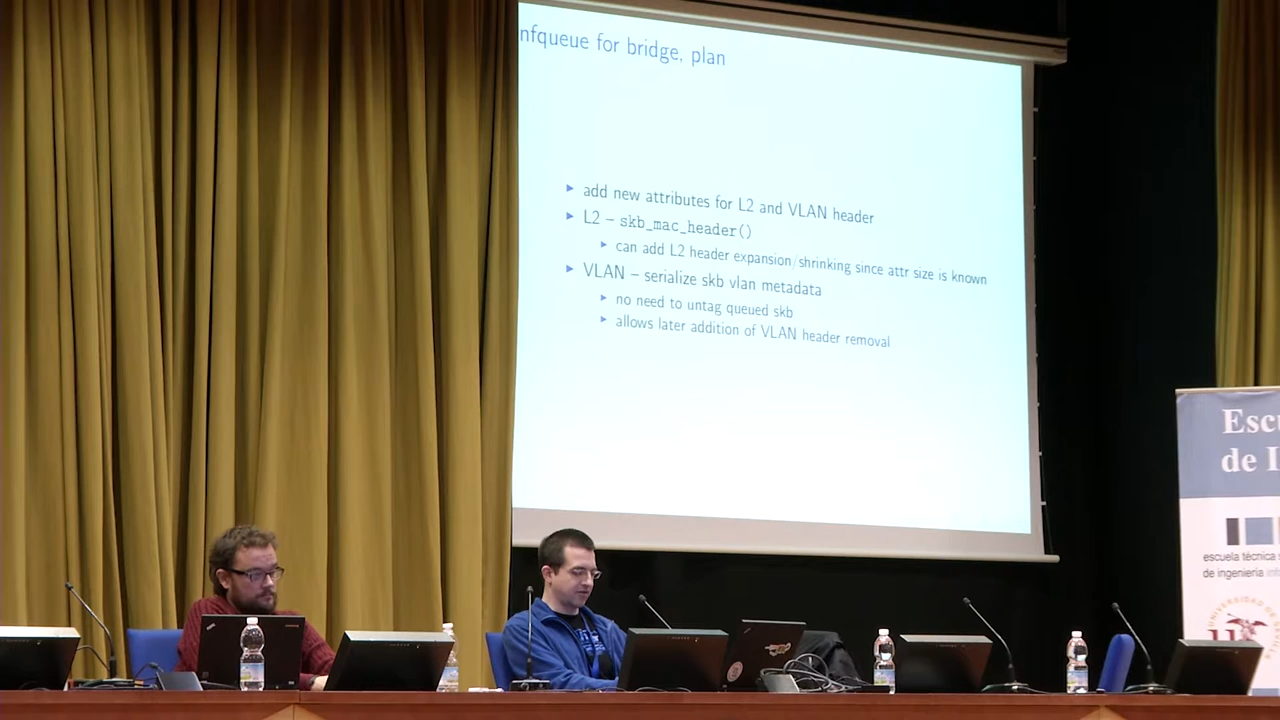 nfqueue for bridge, plan
add new attributes for L2 and VLAN header
L2 – skb_mac_header()
can add L2 header expansion/shrinking since attr size is known
VLAN – serialize skb vlan metadata
no need to untag queued skb
allows later addition of VLAN header removal
Escu
de I
escuela técnica
de ingeniería inf